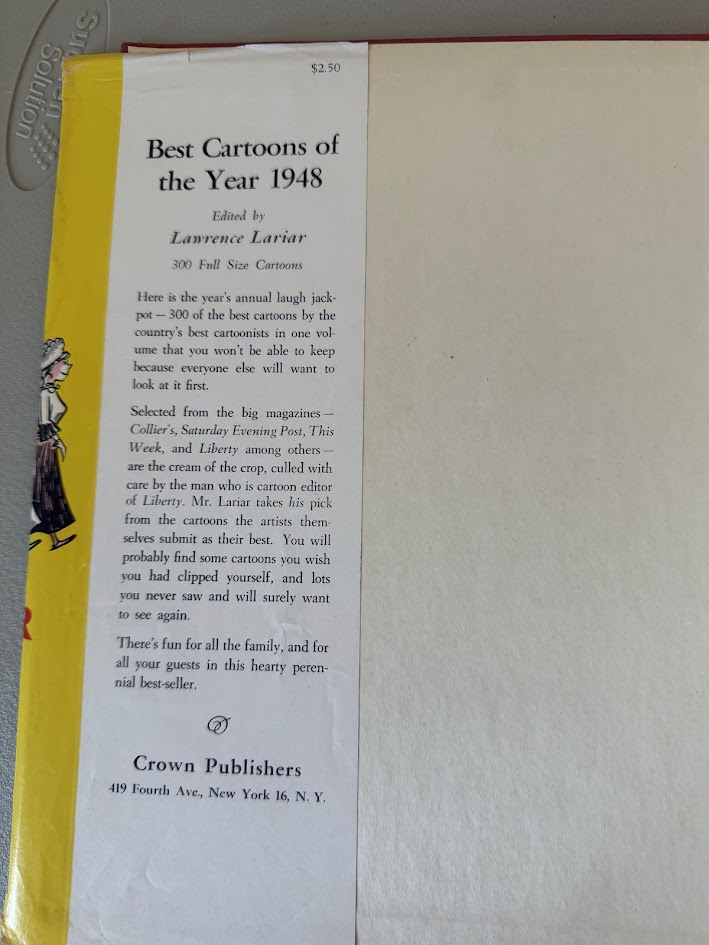 $2.50
Best Cartoons of
the Year 1948
Edited by
Lawrence Lariar
300 Full Size Cartoons
Here is the year's annual laugh jack-
pot — 300 of the best cartoons by the
country's best cartoonists in one vol-
ume that you won't be able to keep
because everyone else will want to
look at it first.
Selected from the big magazines —
Collier's, Saturday Evening Post, This
Week, and Liberty among others —
are the cream of the crop, culled with
care by the man who is cartoon editor
of Liberty. Mr. Lariar takes his pick
from the cartoons the artists them-
selves submit as their best. You will
probably find some cartoons you wish
you had clipped yourself, and lots
you never saw and will surely want
to see again.
There's fun for all the family, and for
all your guests in this hearty peren-
nial best-seller.
Crown Publishers
419 Fourth Ave., New York 16, N. Y.
R
Solution